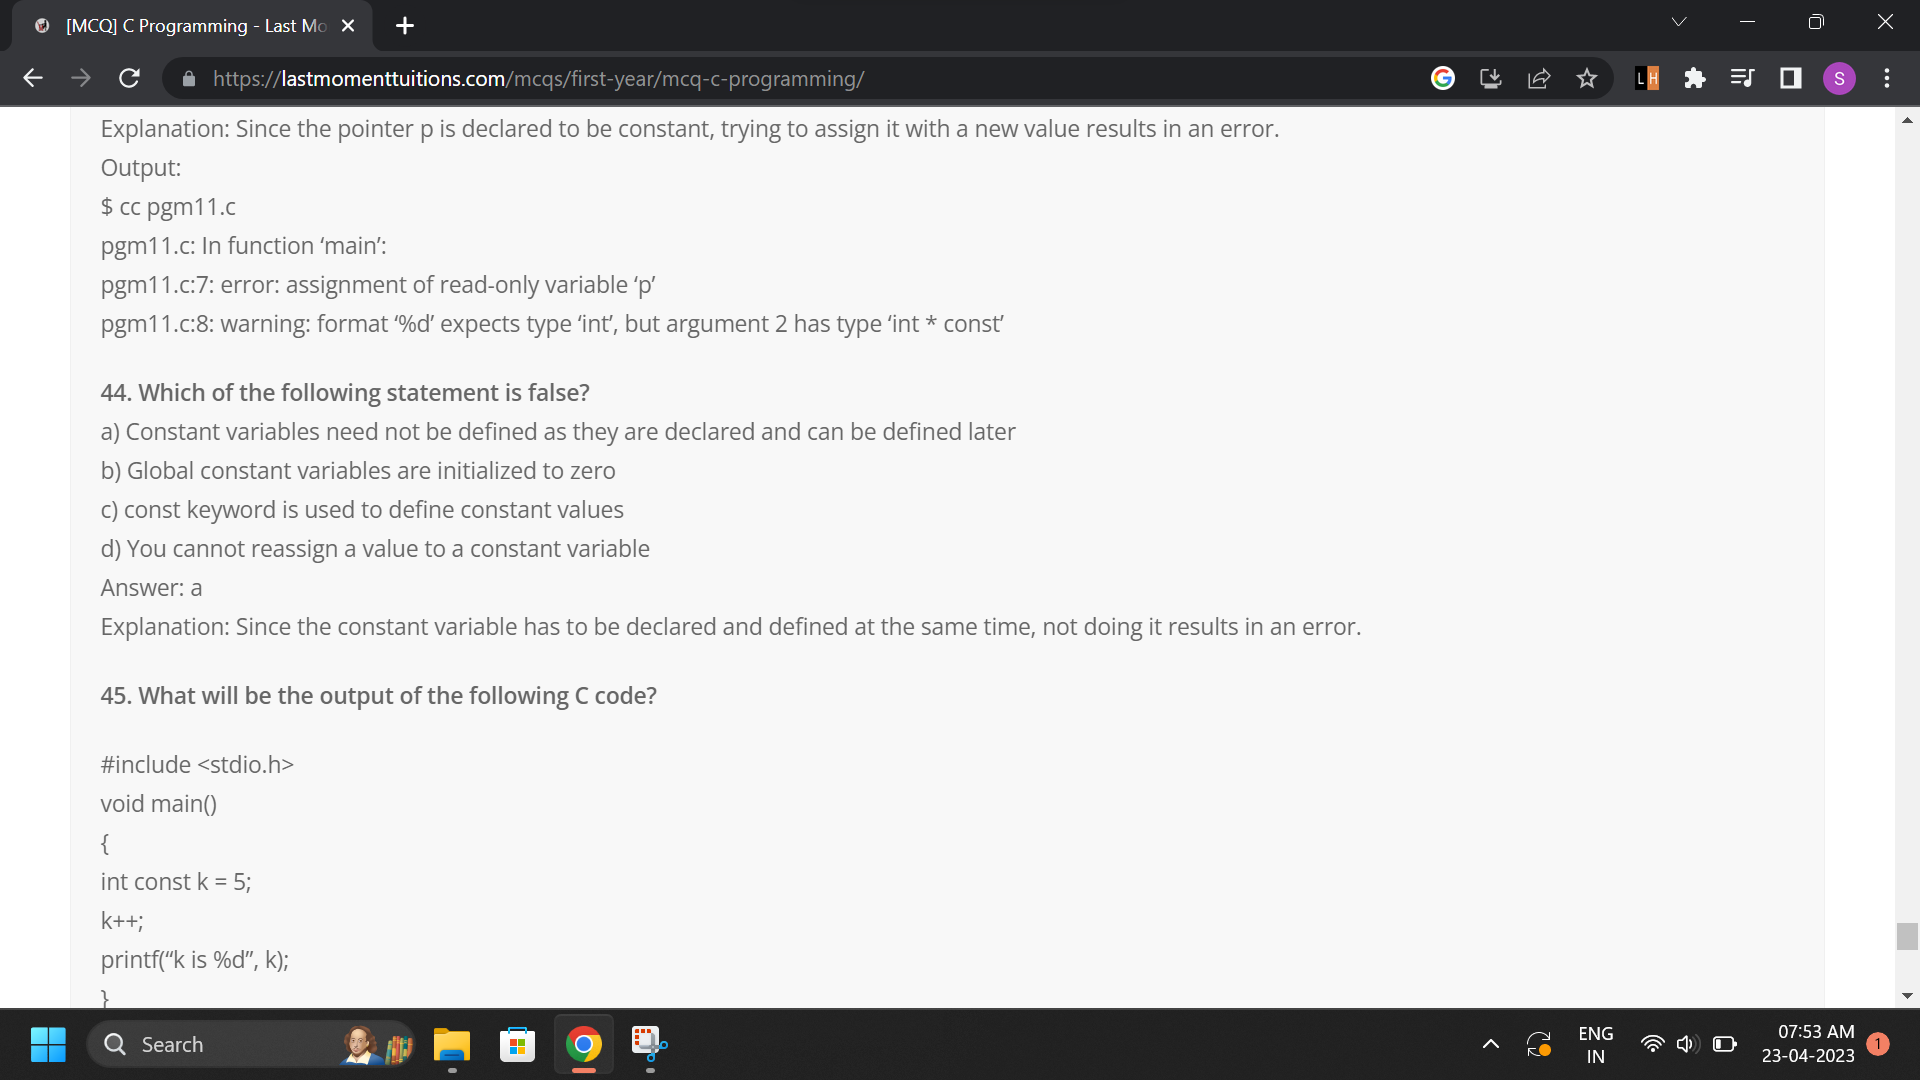 [MCQ] C Programming - Last Mo
https://lastmomenttuitions.com/mcqs/first-year/mcq-c-programming/
LH
S
Explanation: Since the pointer p is declared to be constant, trying to assign it with a new value results in an error.
Output:
$ cc pgm11.c
pgm11.c: In function ‘main’:
pgm11.c:7: error: assignment of read-only variable ‘p’
pgm11.c:8: warning: format ‘%d’ expects type ‘int’, but argument 2 has type ‘int * const’
44. Which of the following statement is false?
a) Constant variables need not be defined as they are declared and can be defined later
b) Global constant variables are initialized to zero
c) const keyword is used to define constant values
d) You cannot reassign a value to a constant variable
Answer: a
Explanation: Since the constant variable has to be declared and defined at the same time, not doing it results in an error.
45. What will be the output of the following C code?
#include <stdio.h>
void main()
{
int const k = 5;
k++;
printf(“k is %d”, k);
}
Search
ENG
IN
07:53 AM
23-04-2023
1